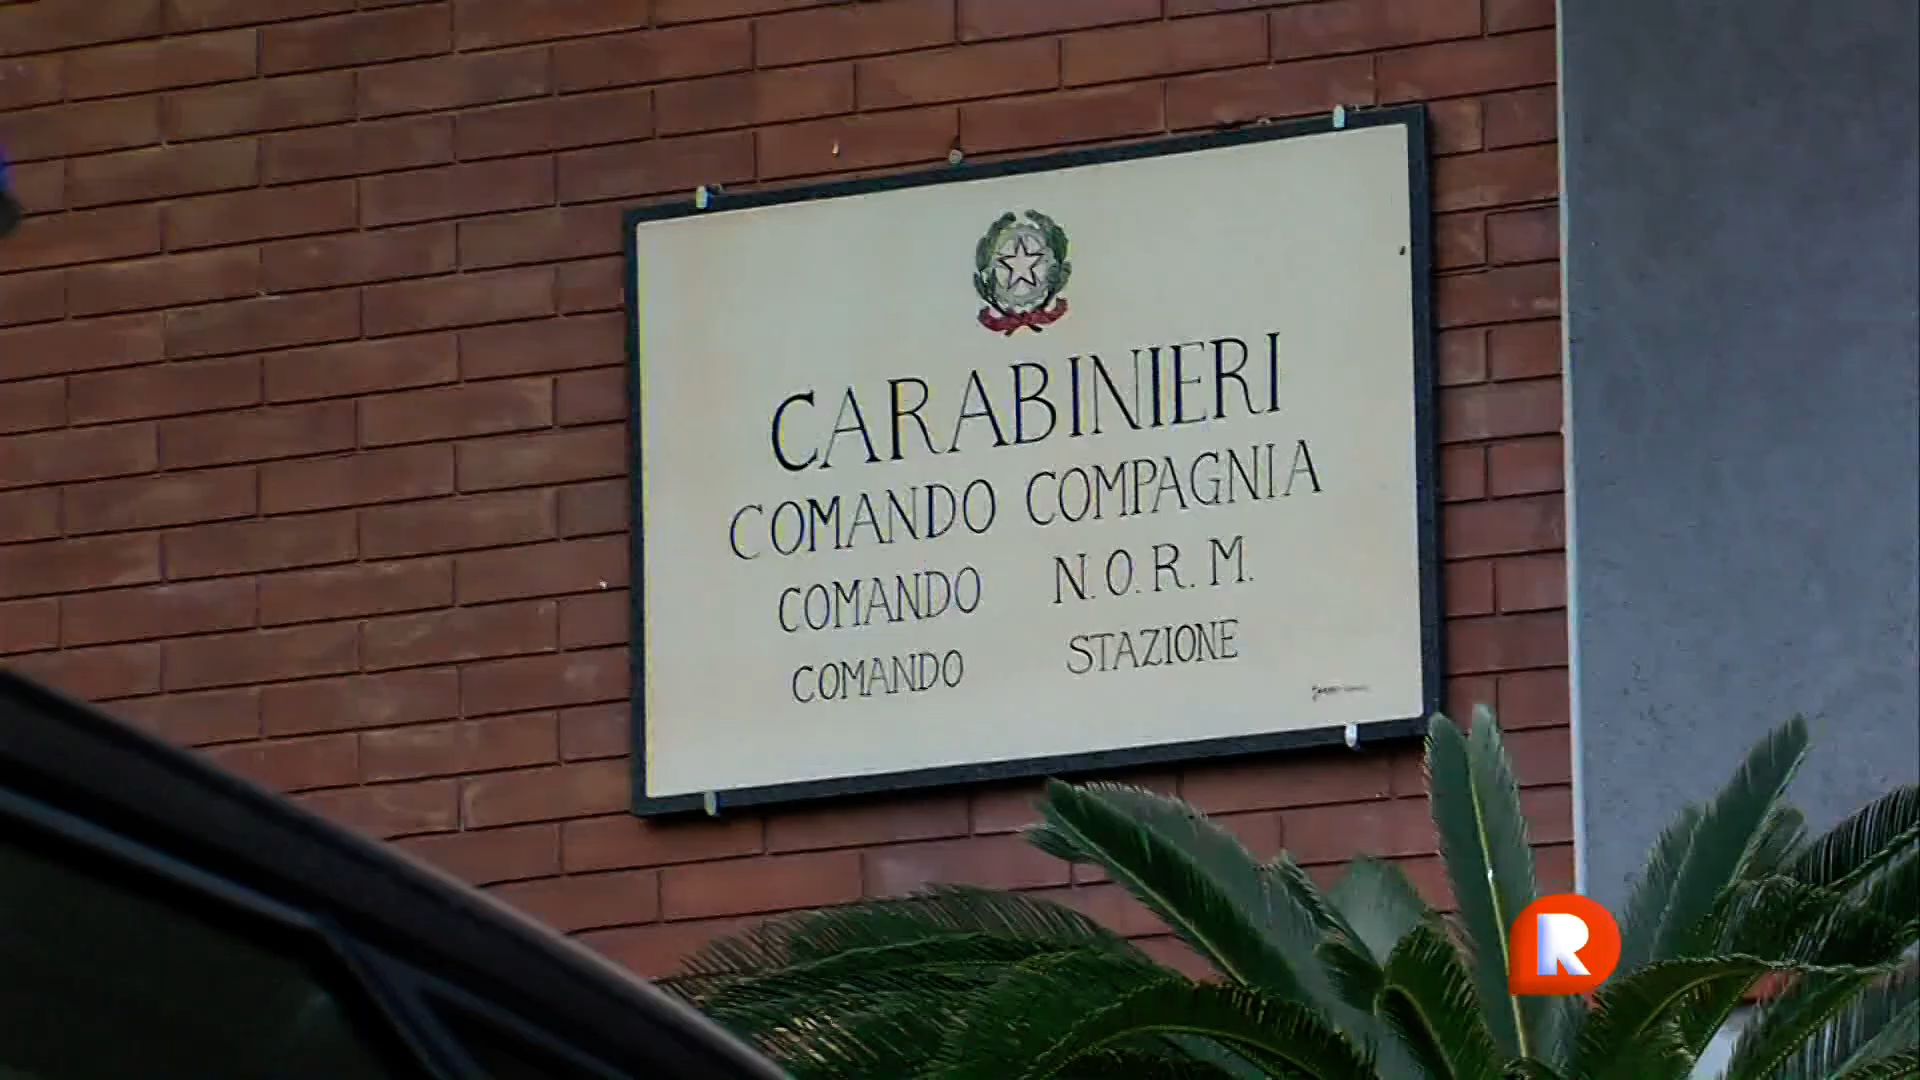 CARABINIERI
COMANDO COMPAGNIA
COMANDO N.O.R.M.
COMANDO STAZIONE
R